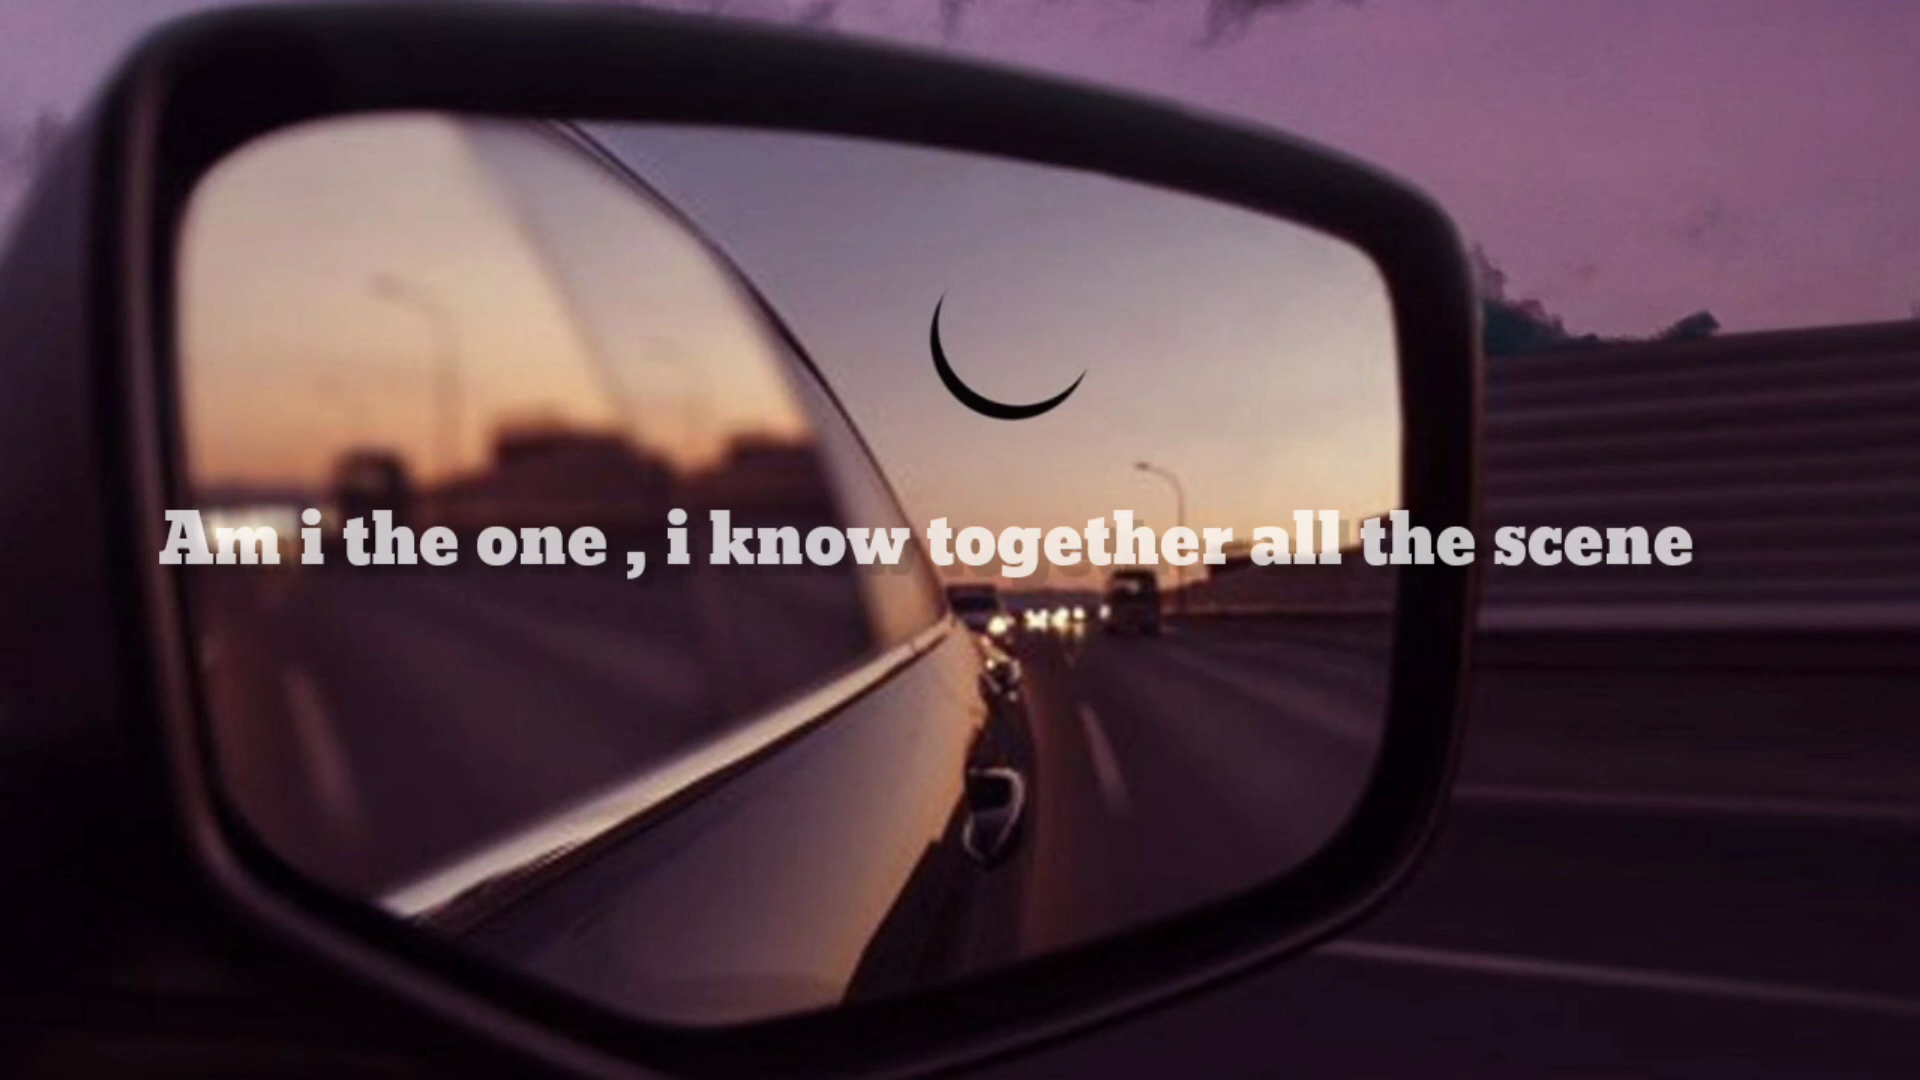 Am i the one , i know together all the scene